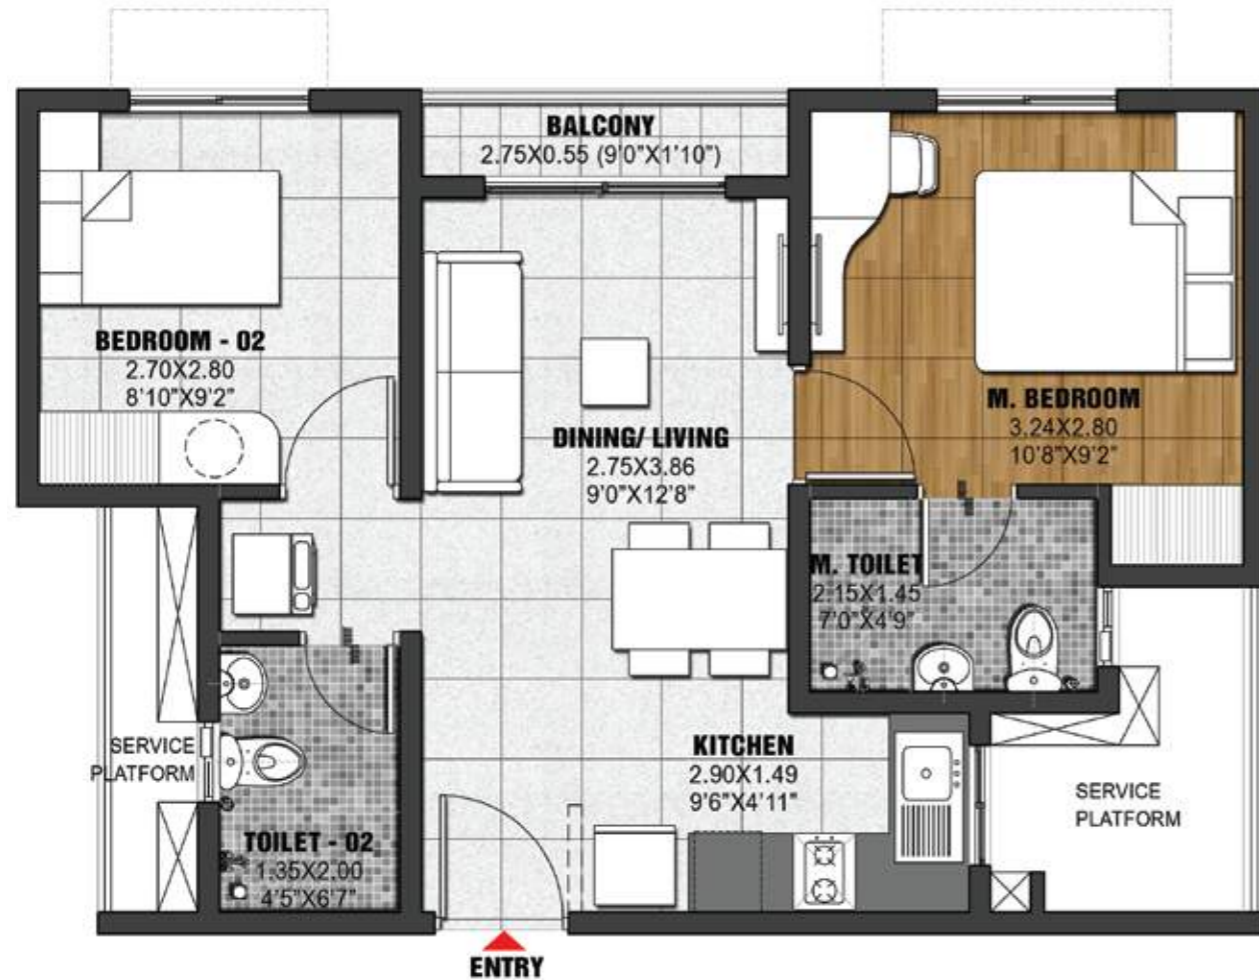 BALCONY
2.75X0.55 (9'0"X1'10")
BEDROOM - 02
2.70X2.80
8'10"X9'2"
M. BEDROOM
3.24X2.80
10'8"X9'2"
DINING/ LIVING
2.75X3.86
9'0"X12'8"
M. TOILET
2.15X1.45
7'0"X4'9"
SERVICE
PLATFORM
KITCHEN
2.90X1.49
9'6"X4'11"
SERVICE
PLATFORM
TOILET - 02
1.35X2.00
4'5"X6'7"
ENTRY